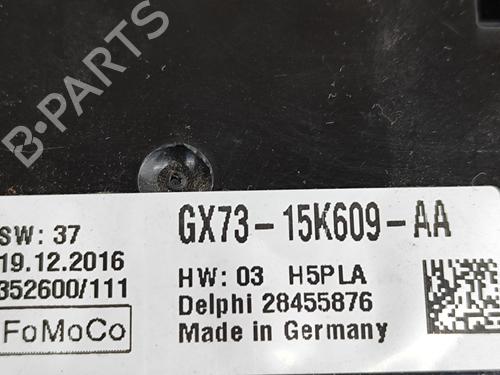 B-PARTS
GX73-15K609-AA
SW: 37
19.12.2016
352600/111
FoMoCo
HW: 03 H5PLA
Delphi 28455876
Made in Germany